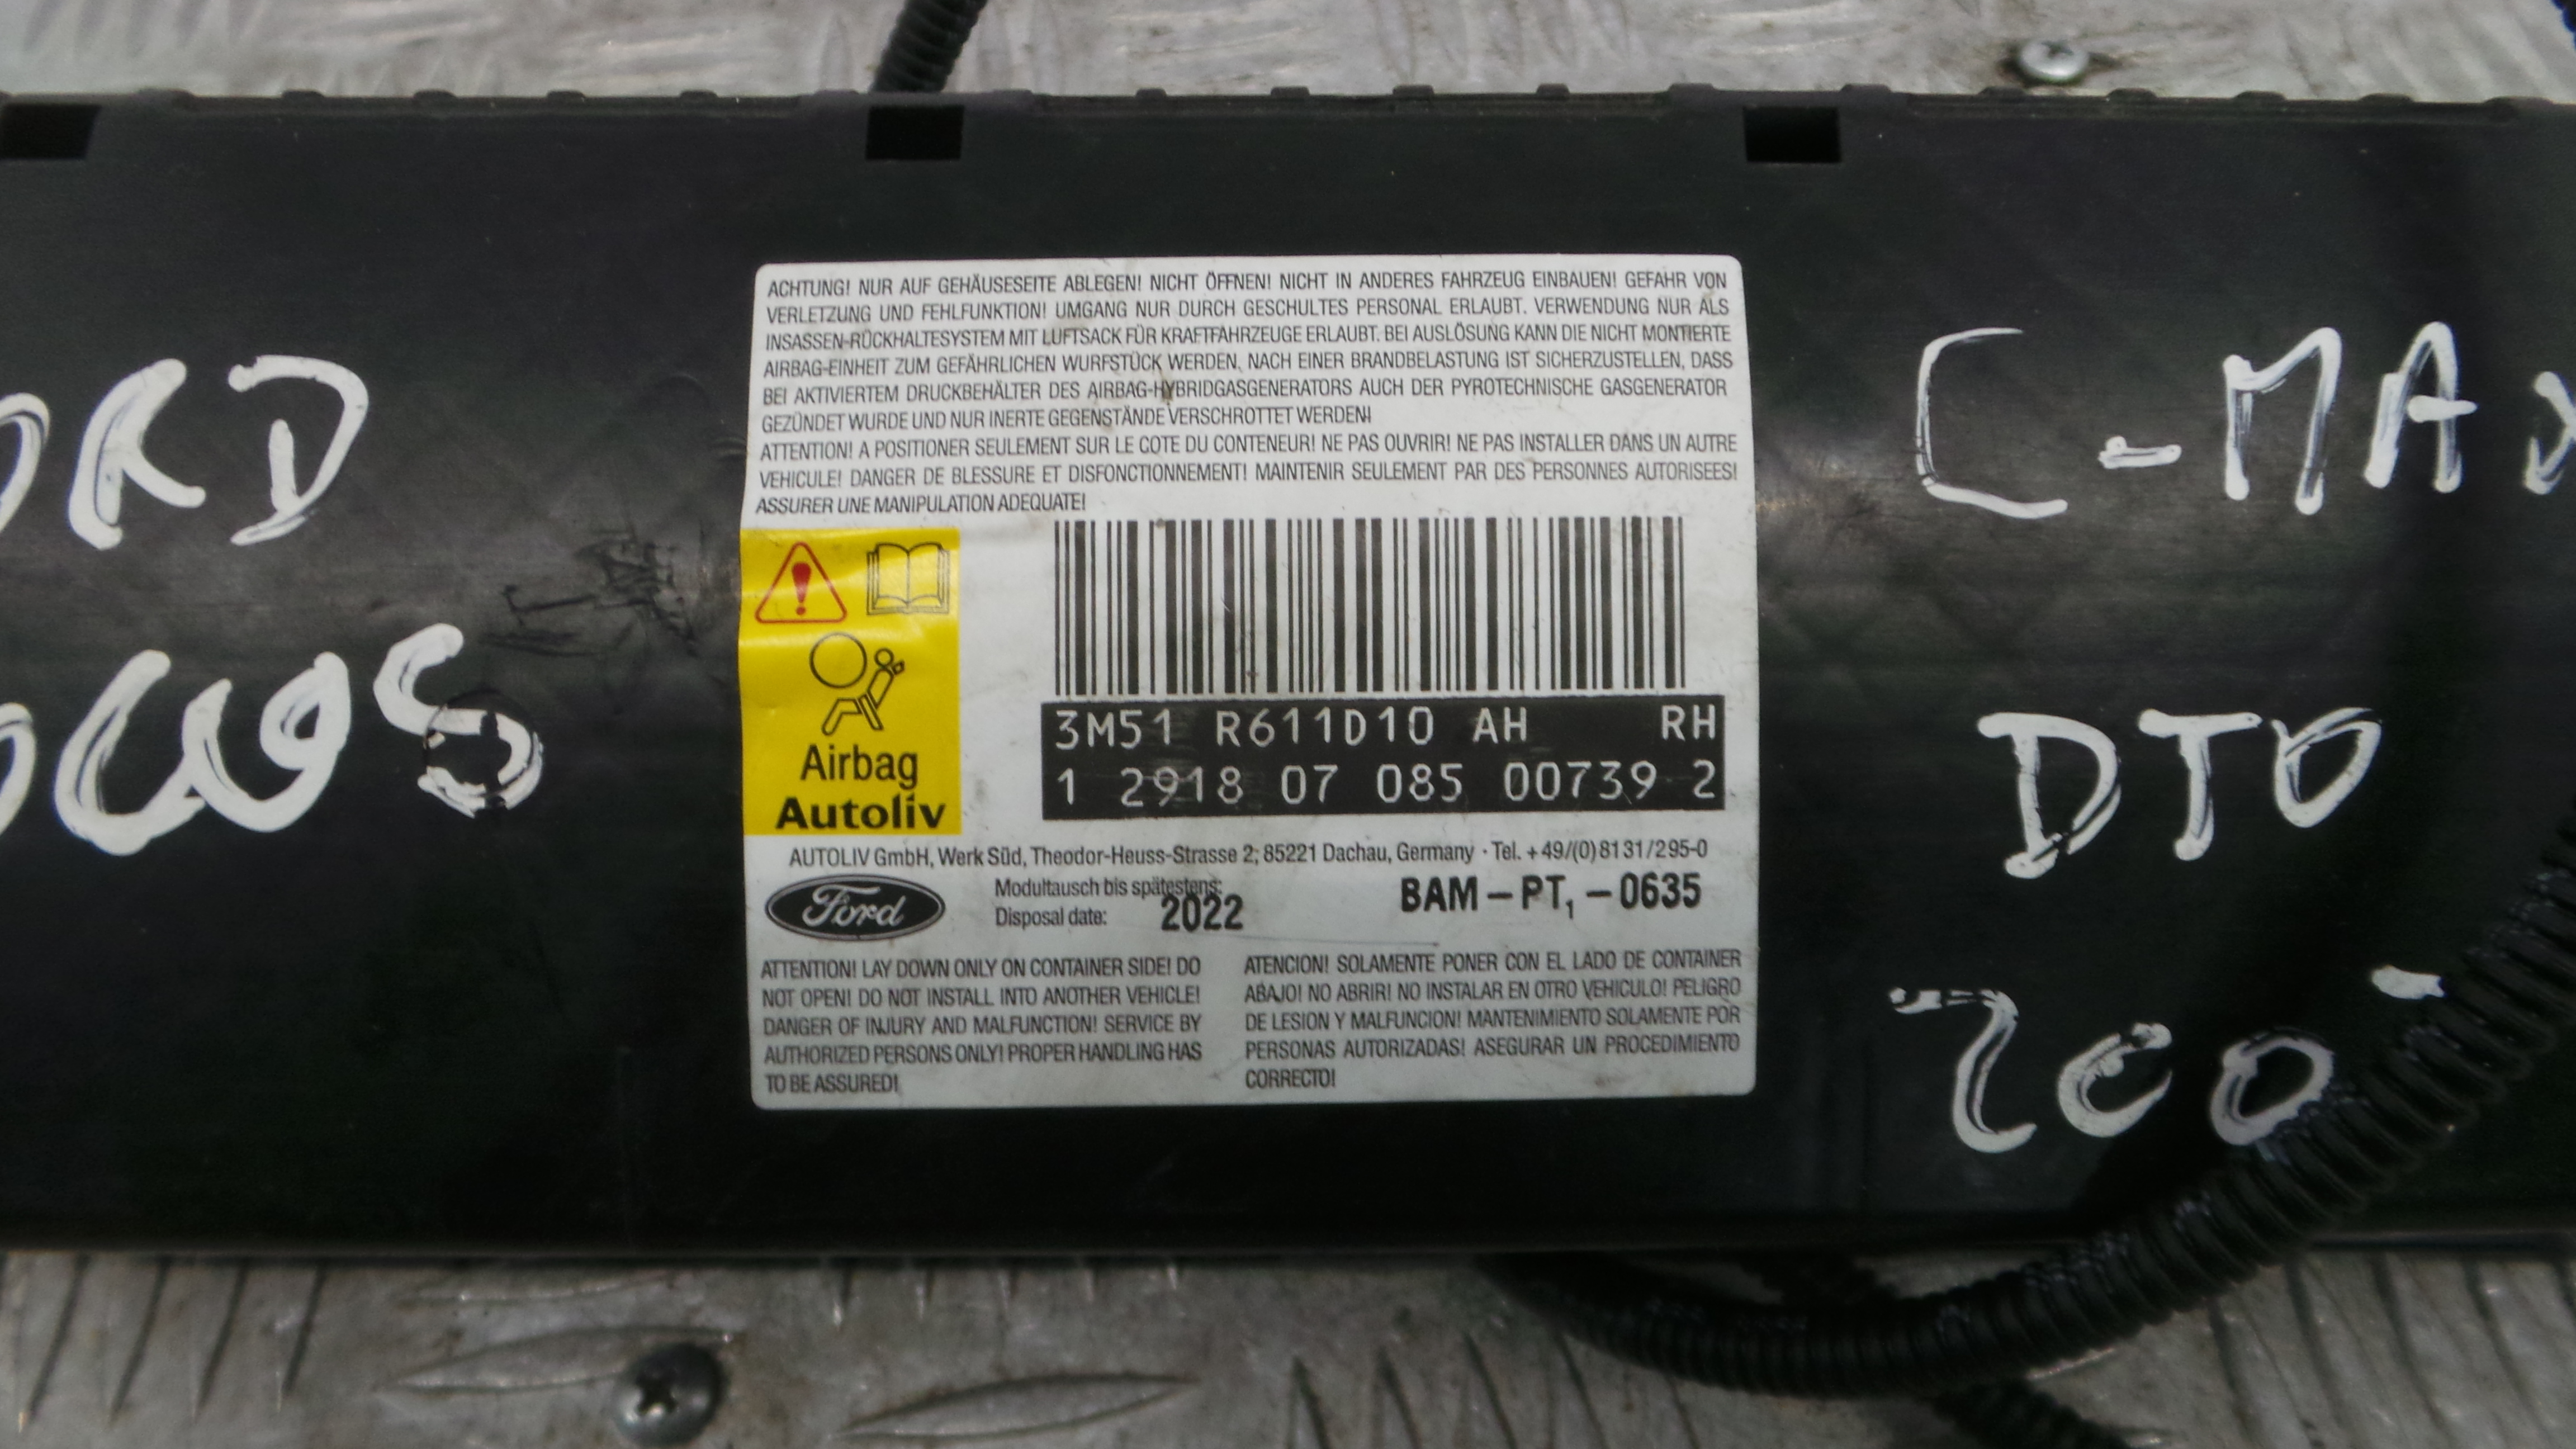 ACHTUNG! NUR AUF GEHÄUSESEITE ABLEGEN! NICHT ÖFFNEN! NICHT IN ANDERES FAHRZEUG EINBAUEN! GEFAHR VON
VERLETZUNG UND FEHLFUNKTION! UMGANG NUR DURCH GESCHULTES PERSONAL ERLAUBT. VERWENDUNG NUR ALS
INSASSEN-RÜCKHALTESYSTEM MIT LUFTSACK FÜR KRAFTFAHRZEUGE ERLAUBT. BEI AUSLÖSUNG KANN DIE NICHT MONTIERTE
AIRBAG-EINHEIT ZUM GEFÄHRLICHEN WURFSTÜCK WERDEN. NACH EINER BRANDBELASTUNG IST SICHERZUSTELLEN, DASS
BEI AKTIVIERTEM DRUCKBEHÄLTER DES AIRBAG-HYBRIDGASGENERATORS AUCH DER PYROTECHNISCHE GASGENERATOR
GEZÜNDET WURDE UND NUR INERTE GEGENSTÄNDE VERSCHROTTET WERDEN!
ATTENTION! A POSITIONER SEULEMENT SUR LE COTE DU CONTENEUR! NE PAS OUVRIR! NE PAS INSTALLER DANS UN AUTRE
VEHICULE! DANGER DE BLESSURE ET DISFONCTIONNEMENT! MAINTENIR SEULEMENT PAR DES PERSONNES AUTORISEES!
ASSURER UNE MANIPULATION ADEQUATE!
Airbag
Autoliv
3M51 R611D10 AH RH
1 2918 07 085 00739 2
AUTOLIV GmbH, Werk Süd, Theodor-Heuss-Strasse 2; 85221 Dachau, Germany · Tel. +49/(0)8131/295-0
Ford
Modultausch bis spätestens:
Disposal date: 2022
BAM – PT₁ – 0635
ATTENTION! LAY DOWN ONLY ON CONTAINER SIDE! DO
NOT OPEN! DO NOT INSTALL INTO ANOTHER VEHICLE!
DANGER OF INJURY AND MALFUNCTION! SERVICE BY
AUTHORIZED PERSONS ONLY! PROPER HANDLING HAS
TO BE ASSURED!
ATENCION! SOLAMENTE PONER CON EL LADO DE CONTAINER
ABAJO! NO ABRIR! NO INSTALAR EN OTRO VEHICULO! PELIGRO
DE LESION Y MALFUNCION! MANTENIMIENTO SOLAMENTE POR
PERSONAS AUTORIZADAS! ASEGURAR UN PROCEDIMIENTO
CORRECTO!
ORD
OCUS
C-MAX
DTO
200